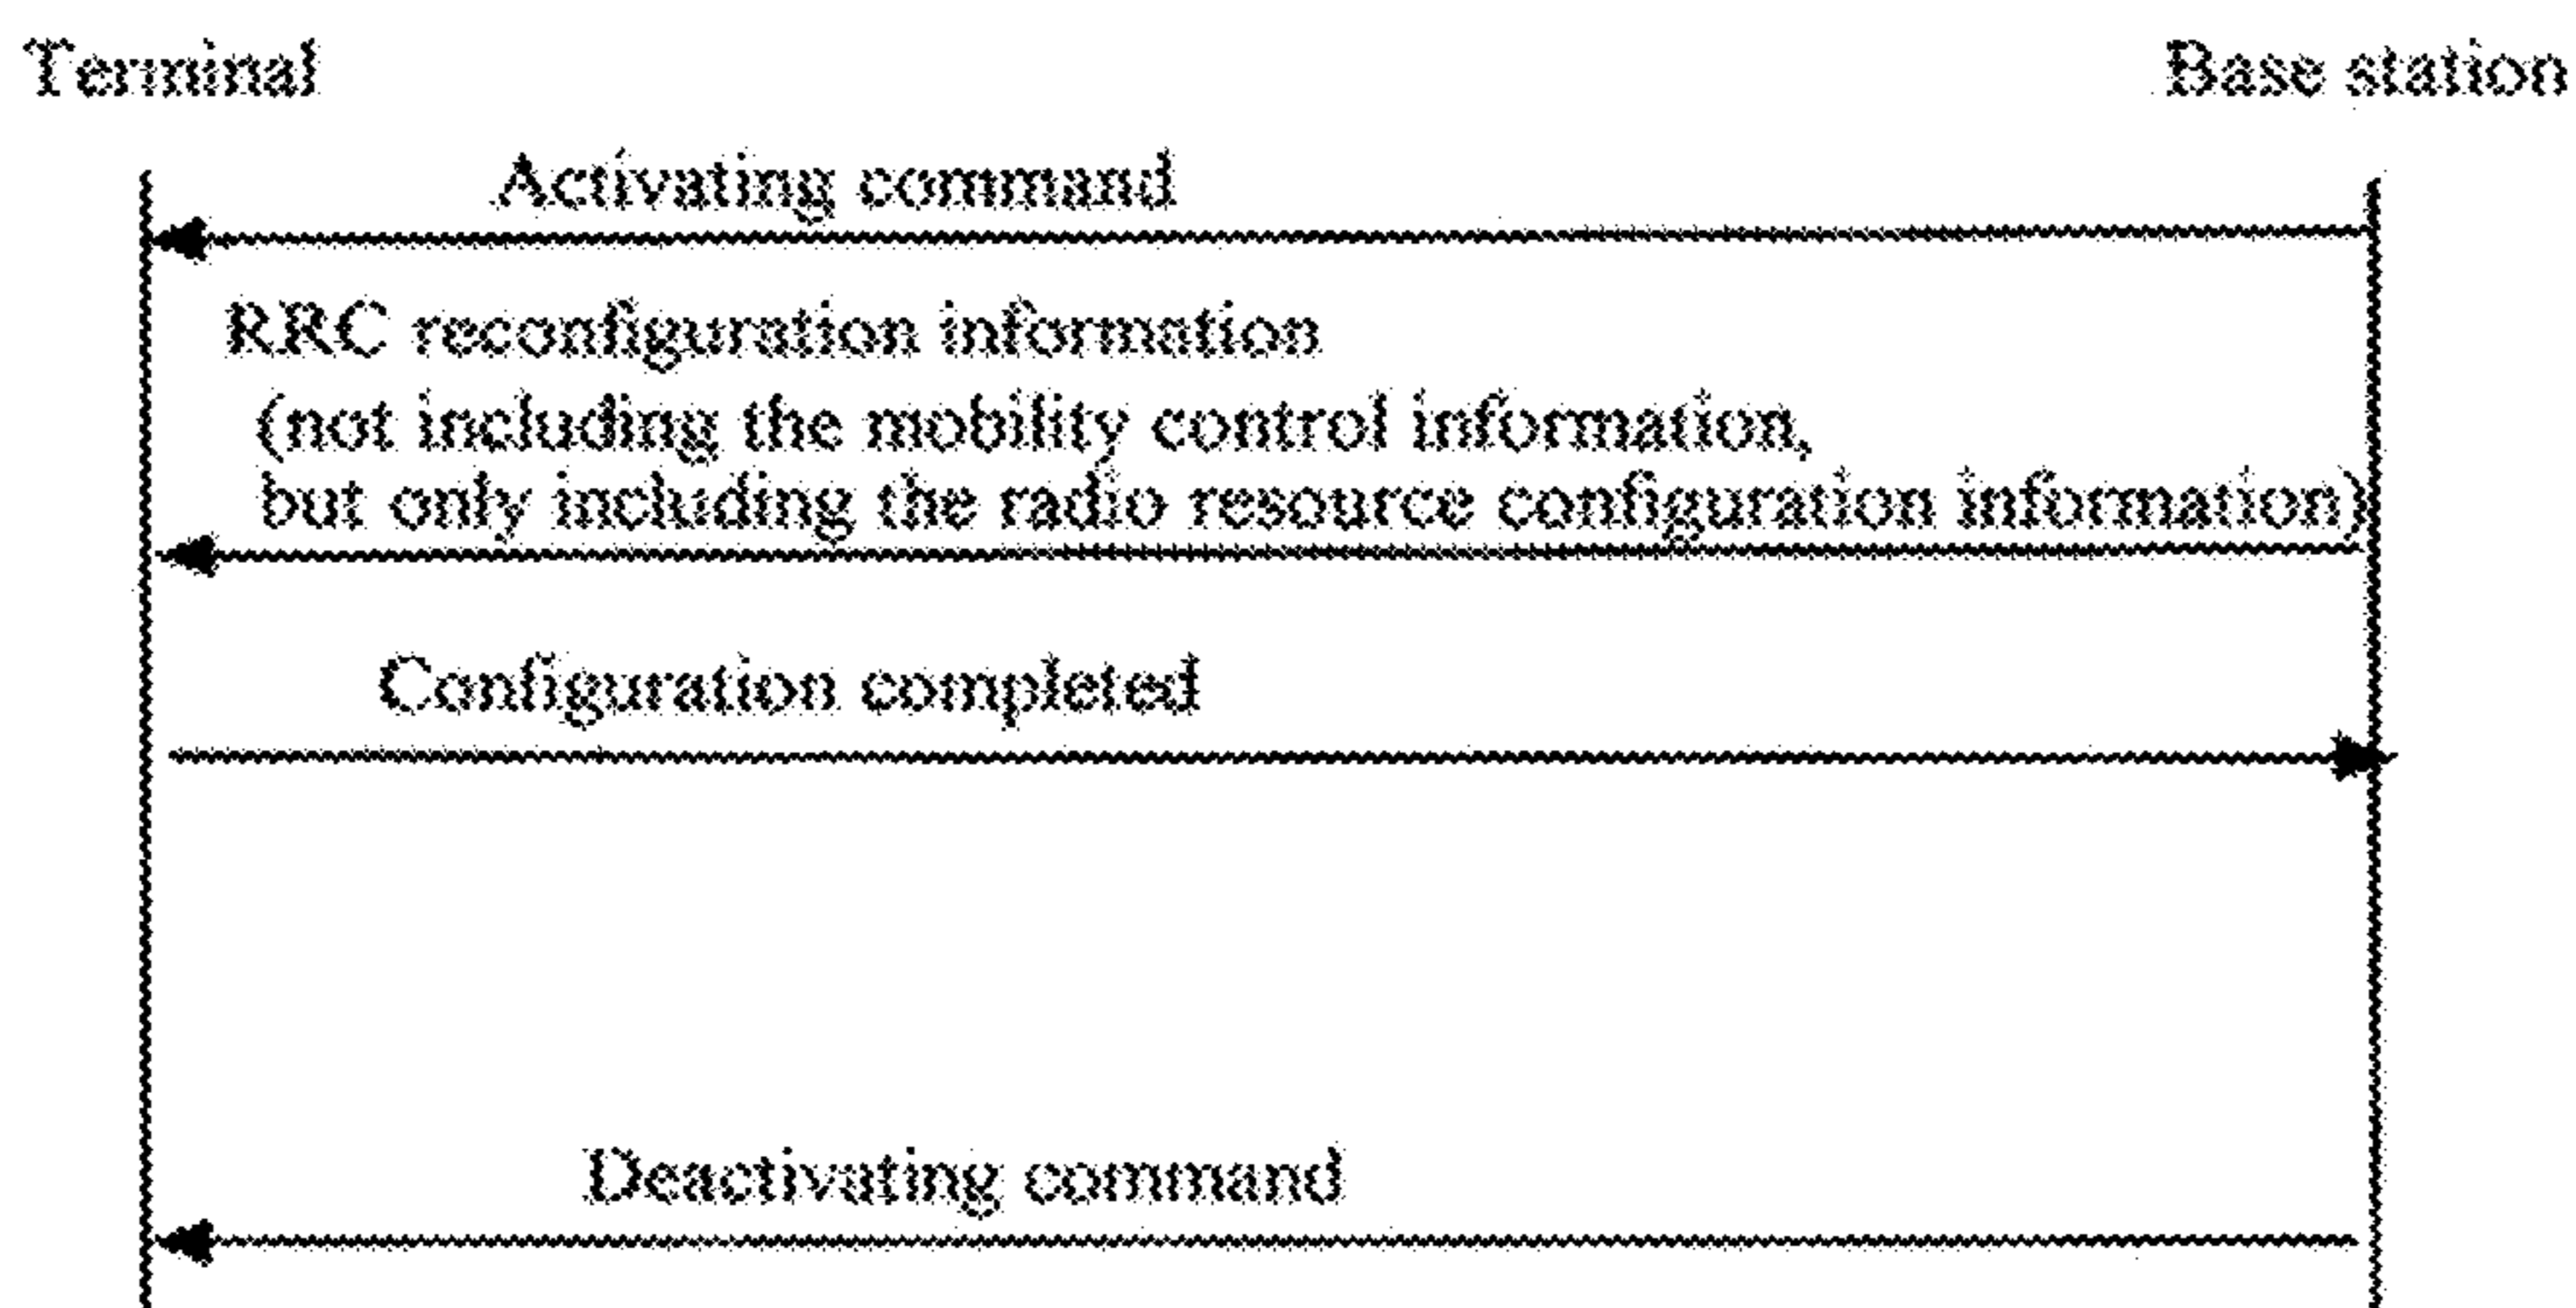 Terminal
Base station
Activating command
RRC reconfiguration information
(not including the mobility control information,
but only including the radio resource configuration information)
Configuration completed
Deactivating command